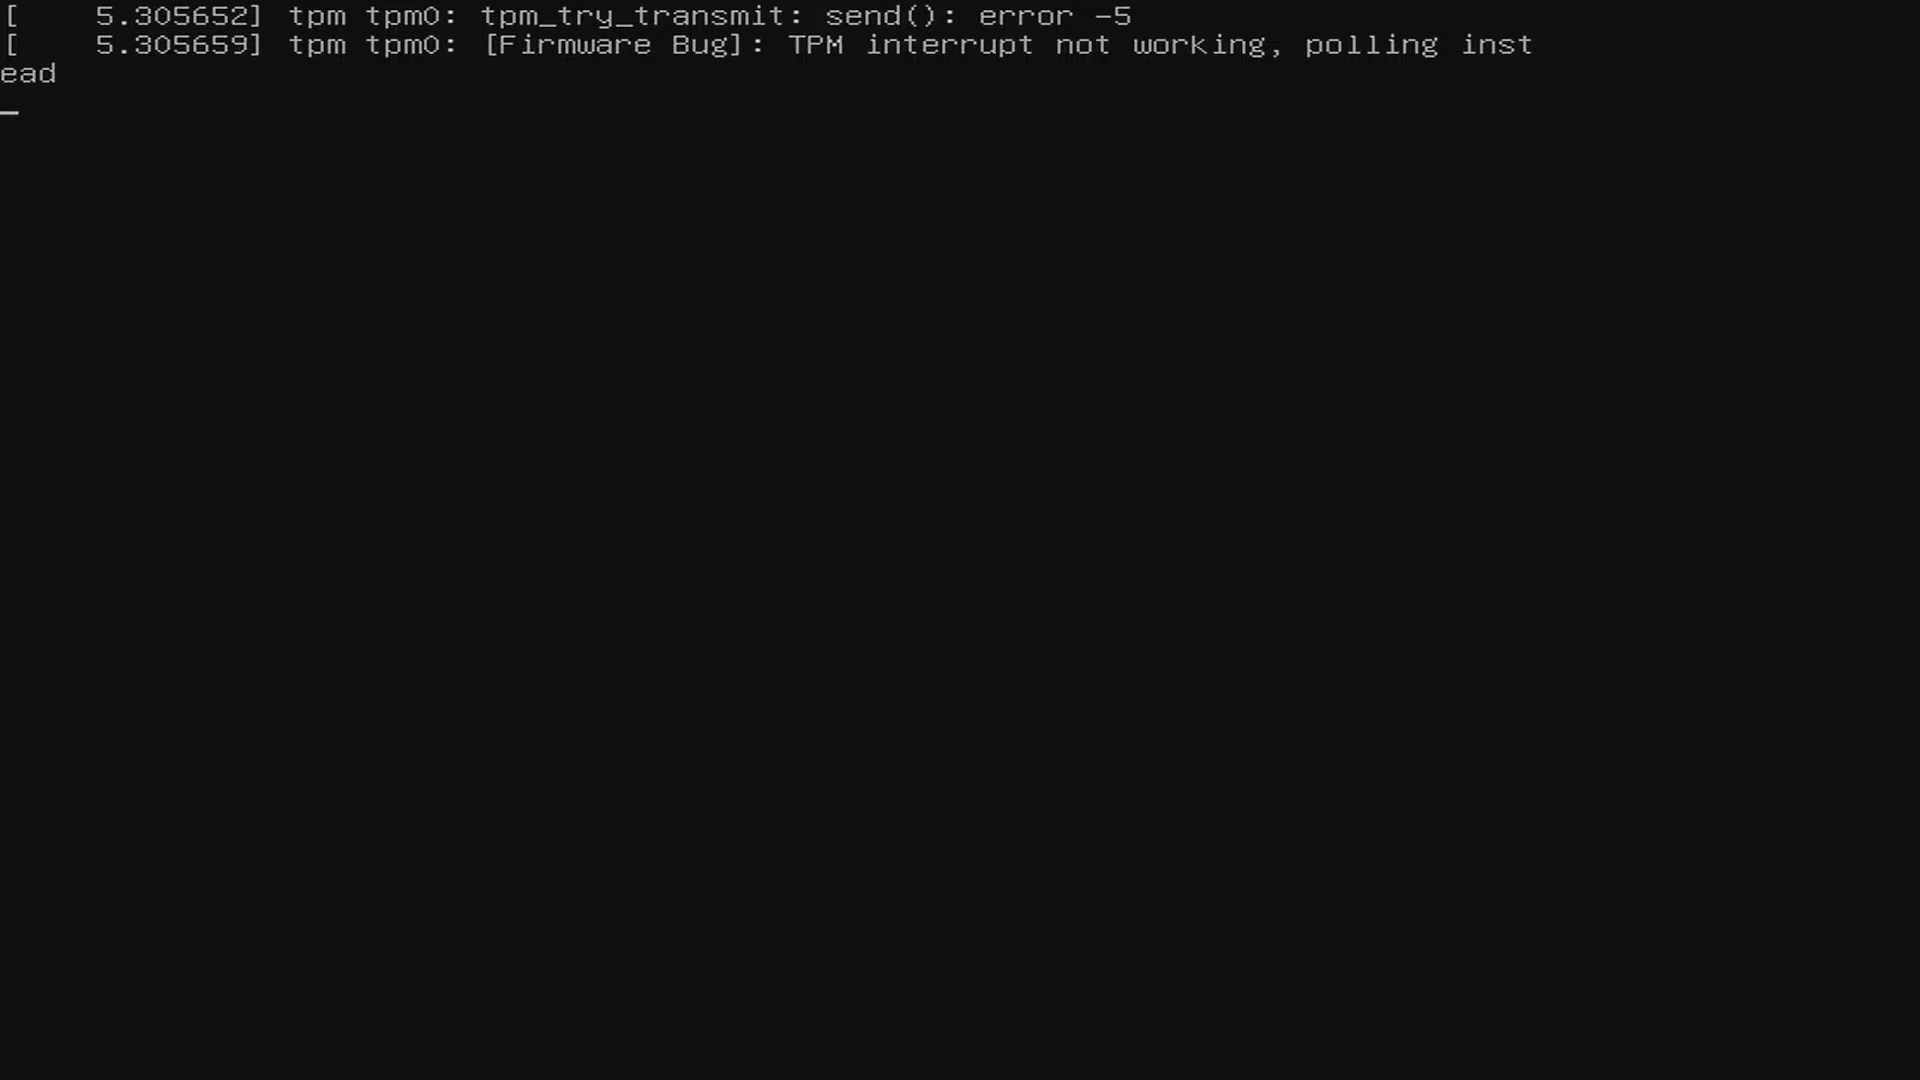 [    5.305652] tpm tpm0: tpm_try_transmit: send(): error -5
[    5.305659] tpm tpm0: [Firmware Bug]: TPM interrupt not working, polling inst
ead
_